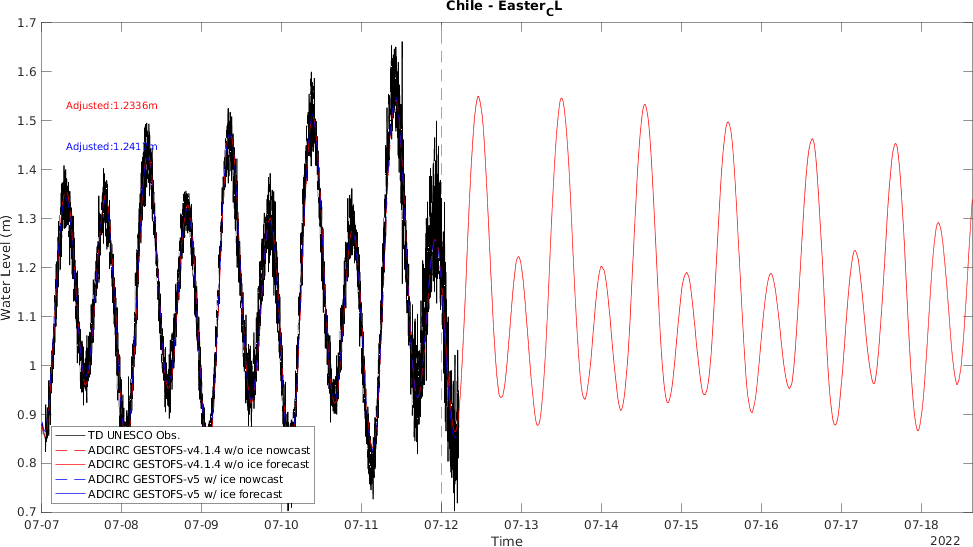 Chile - EasterCL
1.7
1.6
1.5
1.4
1.3
1.2
1.1
1
0.9
0.8
0.7
Water Level (m)
Adjusted:1.2336m
TD UNESCO Obs.
ADCIRC GESTOFS-v4.1.4 w/o ice nowcast
ADCIRC GESTOFS-v4.1.4 w/o ice forecast
ADCIRC GESTOFS-v5 w/ ice nowcast
ADCIRC GESTOFS-v5 w/ ice forecast
07-07 07-08 07-09 07-10 07-11 07-12 07-13 07-14 07-15 07-16 07-17 07-18
Time
2022